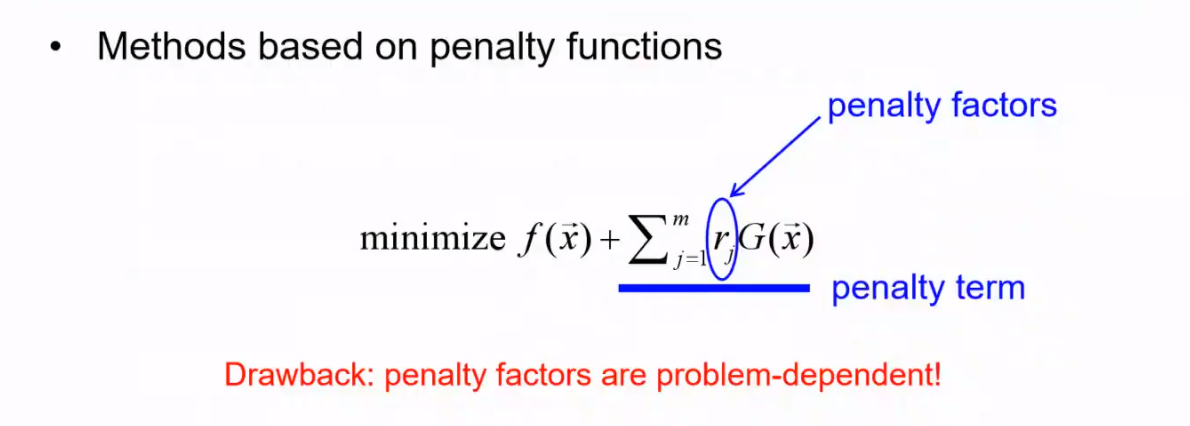 • Methods based on penalty functions
penalty factors
minimize $f(\vec{x}) + \sum_{j=1}^{m} r_j G(\vec{x})$
penalty term
Drawback: penalty factors are problem-dependent!